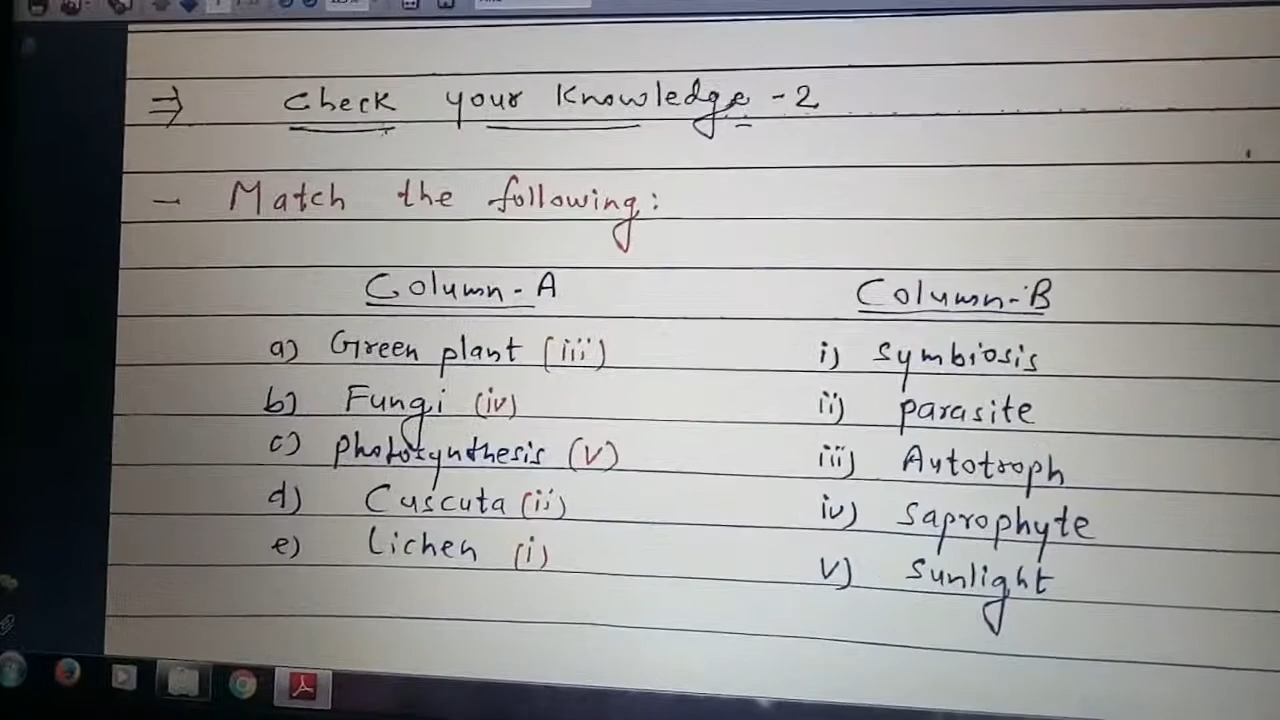 ⇒ Check your Knowledge - 2
- Match the following:
Column-A Column-B
a) Green plant (iii) i) Symbiosis
b) Fungi (iv) ii) parasite
c) Photosynthesis (v) iii) Autotroph
d) Cuscuta (ii) iv) Saprophyte
e) Lichen (i) v) Sunlight